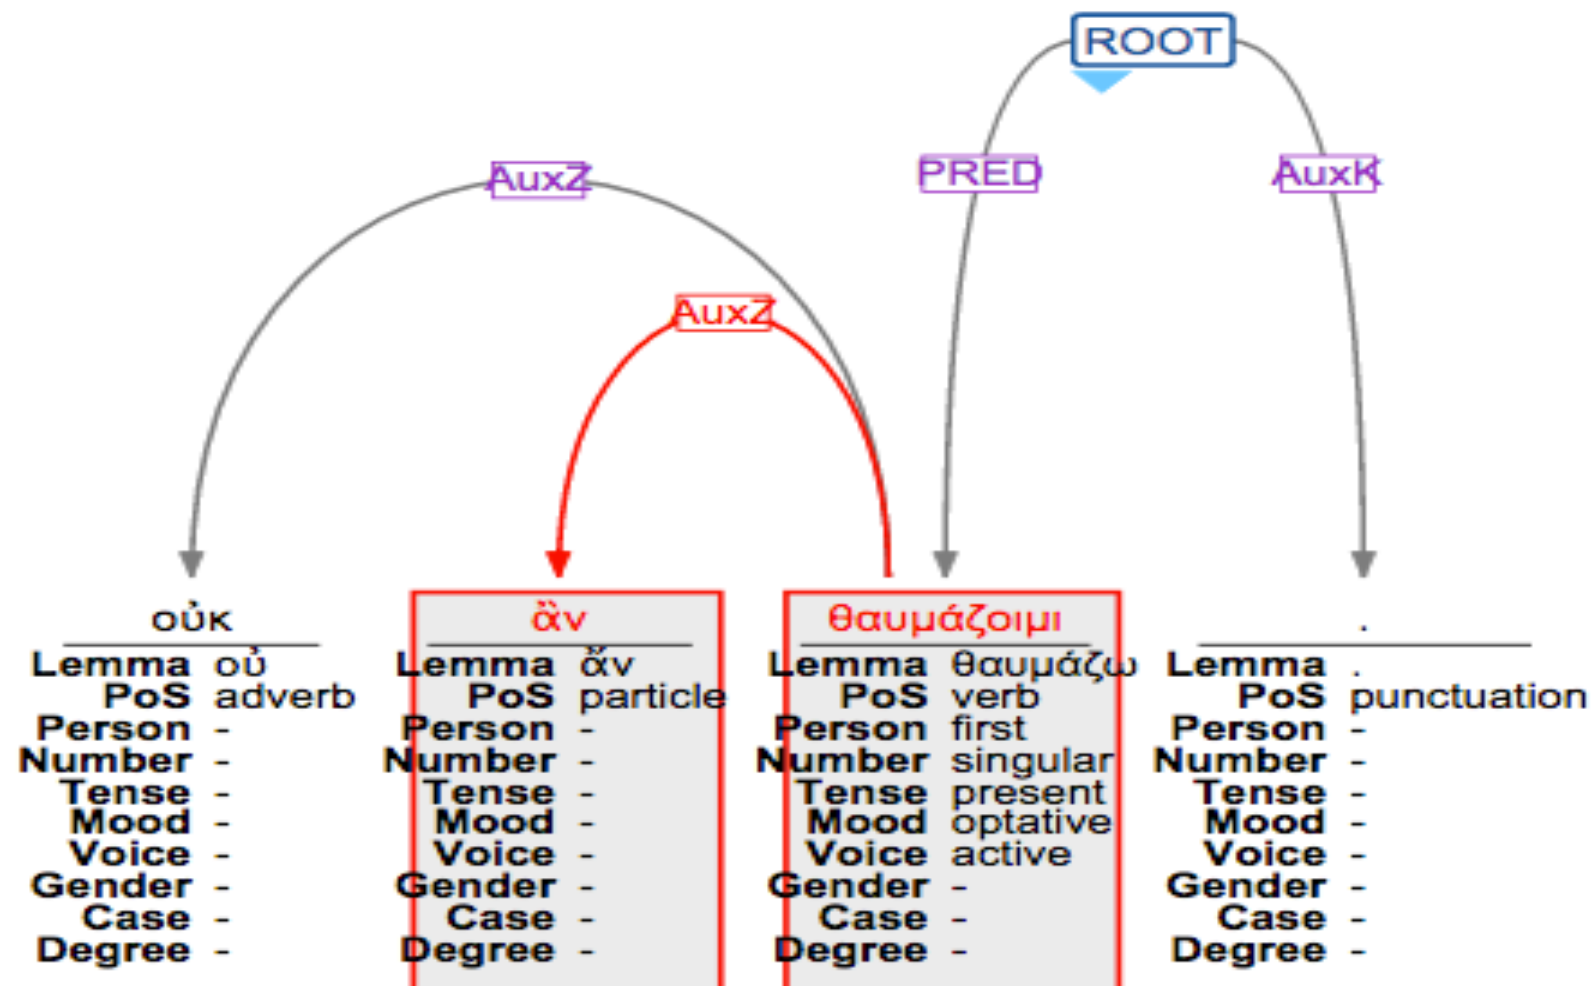 ROOT
AuxZ PRED AuxK
AuxZ
οὐκ ἂν θαυμάζοιμι .
Lemma οὐ Lemma ἄν Lemma θαυμάζω Lemma .
PoS adverb PoS particle PoS verb PoS punctuation
Person - Person - Person first Person -
Number - Number - Number singular Number -
Tense - Tense - Tense present Tense -
Mood - Mood - Mood optative Mood -
Voice - Voice - Voice active Voice -
Gender - Gender - Gender - Gender -
Case - Case - Case - Case -
Degree - Degree - Degree - Degree -